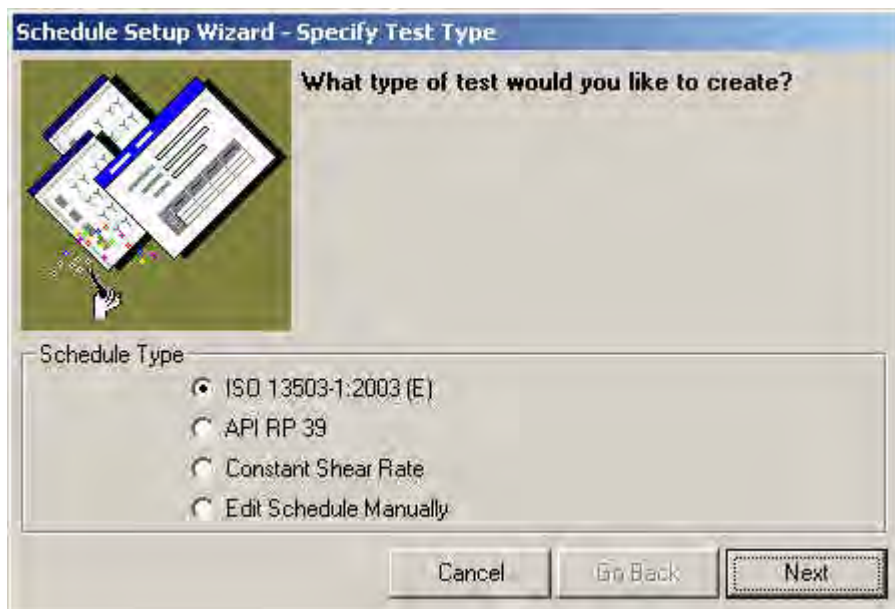 Schedule Setup Wizard - Specify Test Type
What type of test would you like to create?
Schedule Type
ISO 13503-1:2003 (E)
API RP 39
Constant Shear Rate
Edit Schedule Manually
Cancel
Go Back
Next